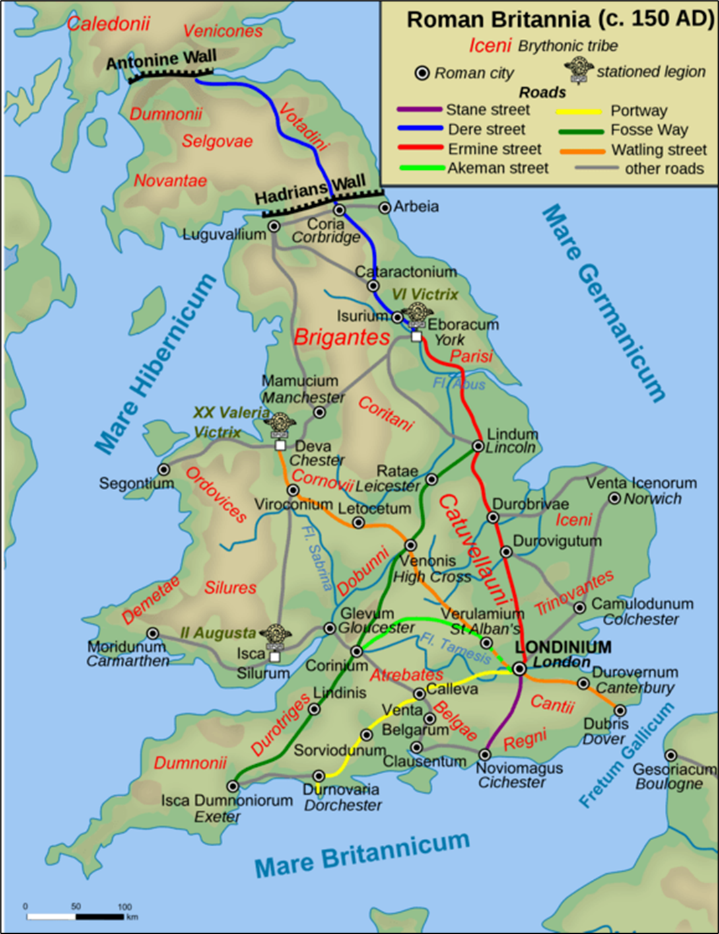 Roman Britannia (c. 150 AD)
Iceni Brythonic tribe
Roman city
stationed legion
Roads
Stane street
Portway
Dere street
Fosse Way
Ermine street
Watling street
Akeman street
other roads
Caledonii
Venicones
Antonine Wall
Dumnonii
Votadini
Selgovae
Novantae
Hadrians Wall
Arbeia
Luguvallium
Coria
Corbridge
Mare Germanicum
Mare Hibernicum
Cataractonium
VI Victrix
Isurium
Eboracum
York
Brigantes
Parisi
Fl. Abus
Mamucium
Manchester
Coritani
XX Valeria
Victrix
Deva
Chester
Lindum
Lincoln
Segontium
Ordovices
Cornovii
Ratae
Leicester
Viroconium
Letocetum
Catuvellauni
Durobrivae
Venta Icenorum
Norwich
Iceni
Durovigutum
Fl. Sabrina
Dobunni
Venonis
High Cross
Trinovantes
Demetae
Silures
Camulodunum
Colchester
Verulamium
St Alban's
II Augusta
Glevum
Gloucester
Moridunum
Carmarthen
Isca
Silurum
Fl. Tamesis
LONDINIUM
London
Corinium
Atrebates
Durovernum
Canterbury
Lindinis
Calleva
Cantii
Durotriges
Venta
Belgarum
Belgae
Dubris
Dover
Dumnonii
Sorviodunum
Clausentum
Regni
Noviomagus
Cichester
Fretum Gallicum
Gesoriacum
Boulogne
Isca Dumnoniorum
Exeter
Durnovaria
Dorchester
Mare Britannicum
0 50 100
km